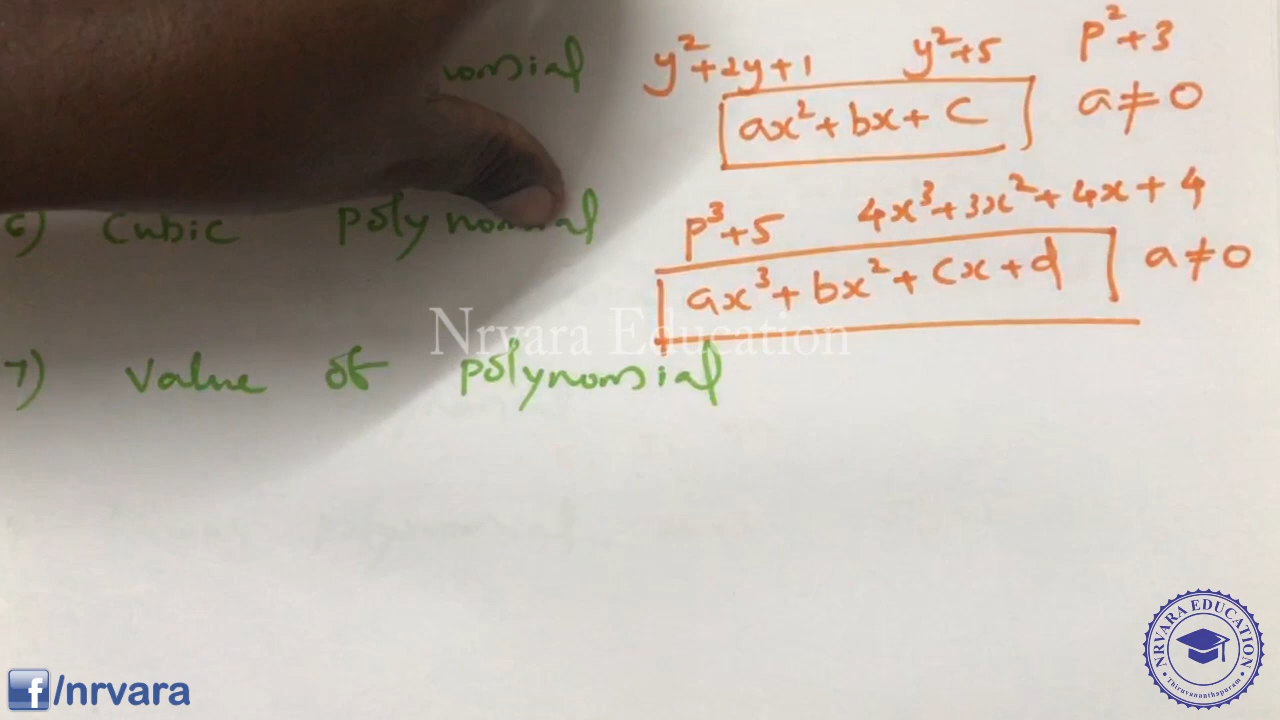 y²+2y+1 y²+5 p²+3
nomial ax²+bx+c a≠0
6) Cubic polynomial p³+5 4x³+3x²+4x+4
ax³+bx²+cx+d a≠0
Nrvara Education
7) Value of polynomial
f/nrvara
NRVARA EDUCATION
Thiruvananthapuram